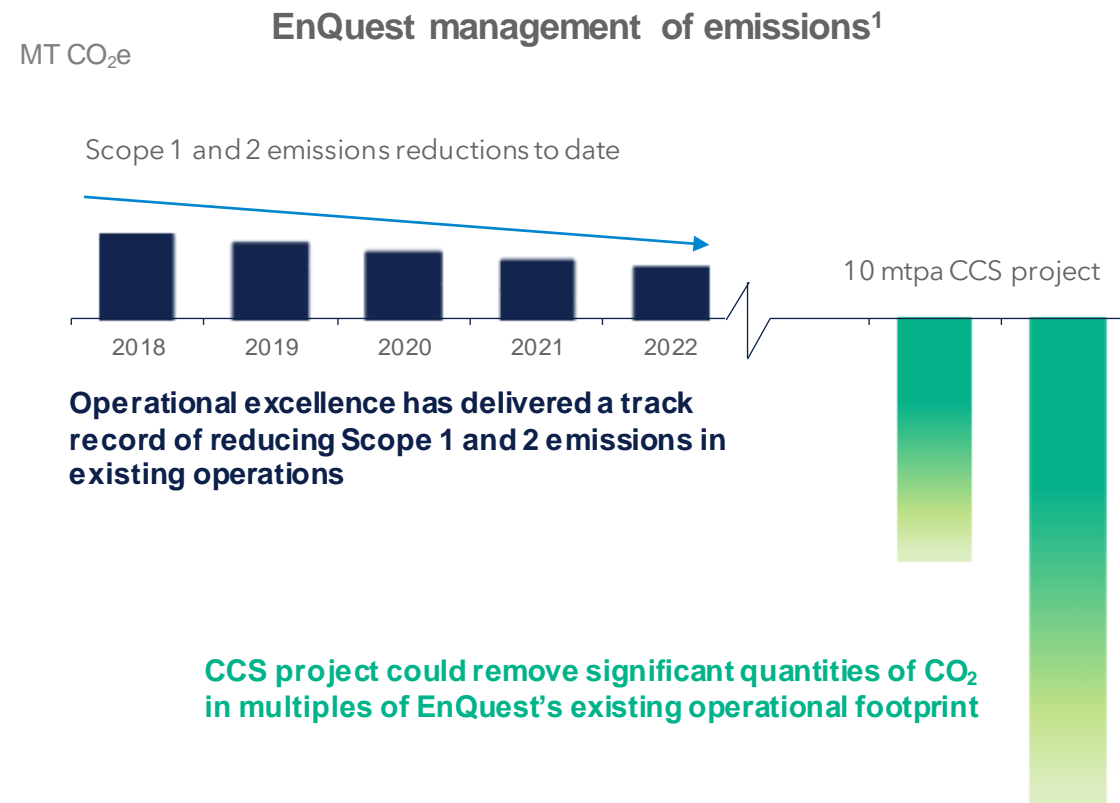 EnQuest management of emissions¹
MT CO₂e
Scope 1 and 2 emissions reductions to date
10 mtpa CCS project
2018 2019 2020 2021 2022
Operational excellence has delivered a track
record of reducing Scope 1 and 2 emissions in
existing operations
CCS project could remove significant quantities of CO₂
in multiples of EnQuest's existing operational footprint